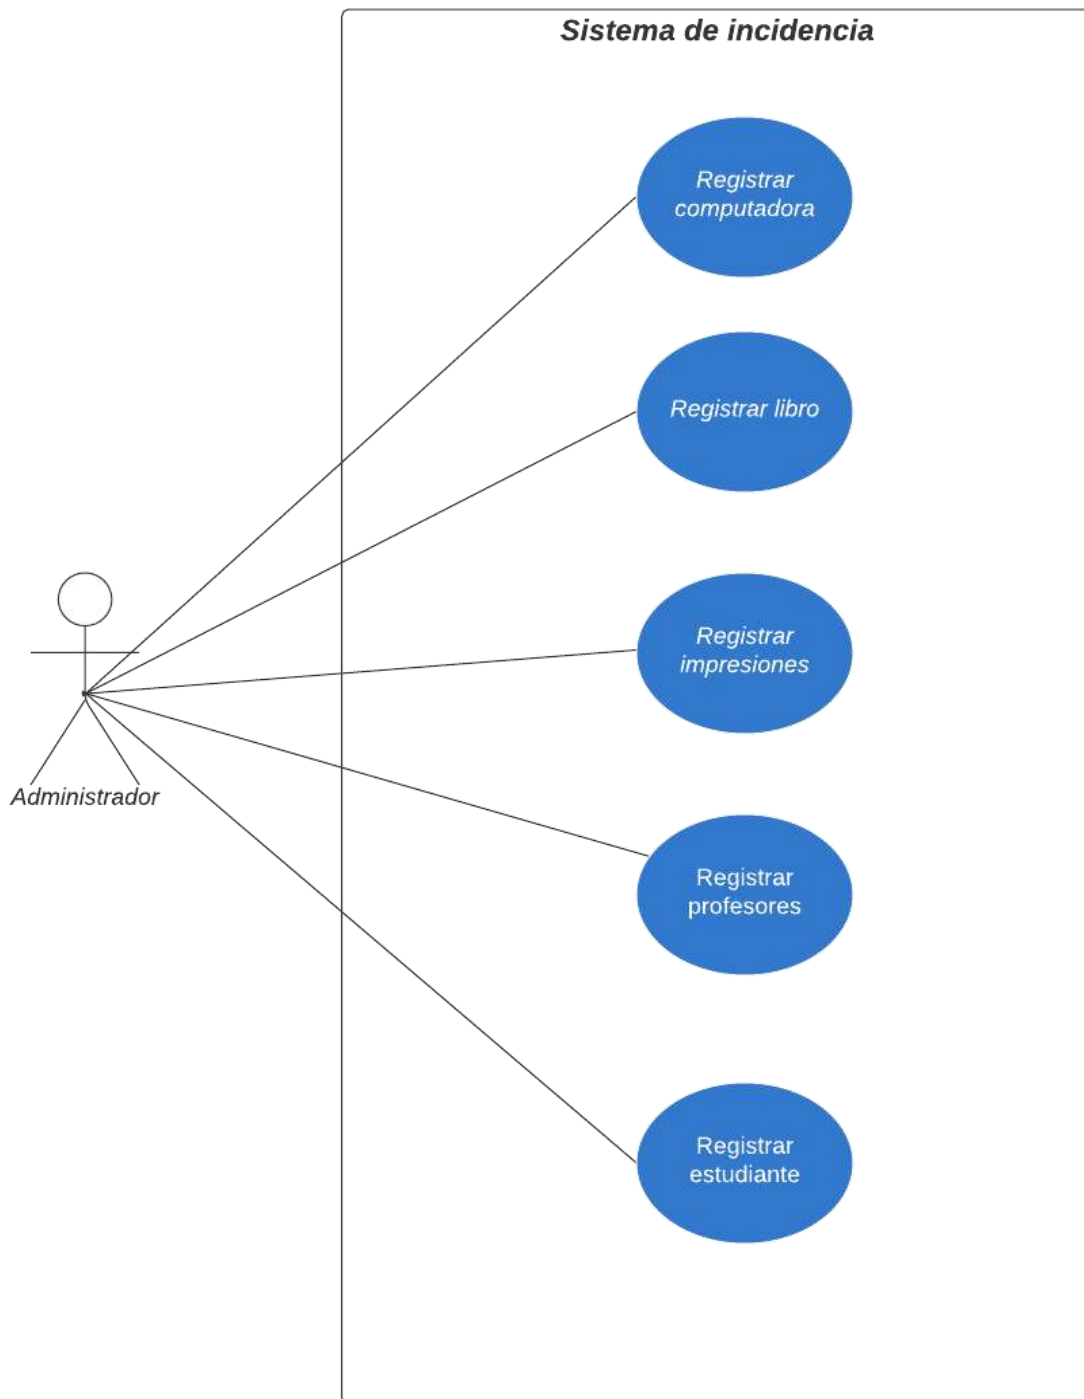 Sistema de incidencia
Registrar
computadora
Registrar libro
Registrar
impresiones
Administrador
Registrar
profesores
Registrar
estudiante